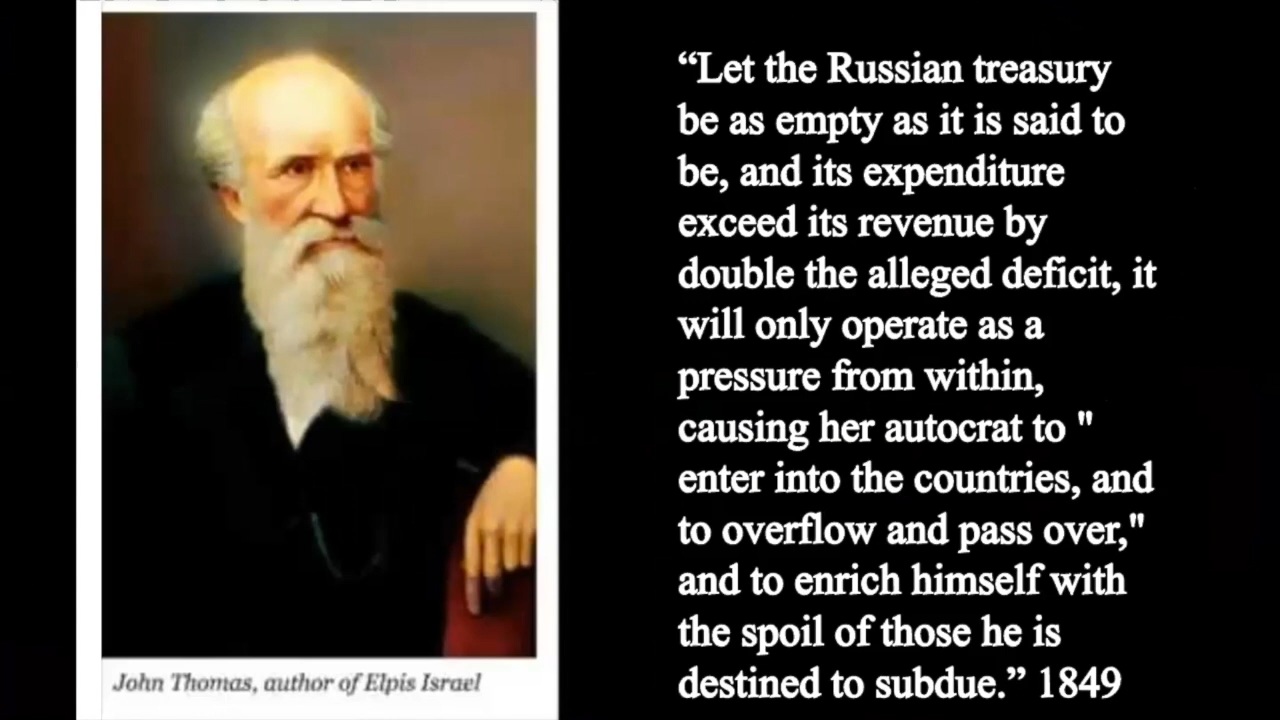 “Let the Russian treasury
be as empty as it is said to
be, and its expenditure
exceed its revenue by
double the alleged deficit, it
will only operate as a
pressure from within,
causing her autocrat to "
enter into the countries, and
to overflow and pass over,"
and to enrich himself with
the spoil of those he is
destined to subdue.” 1849
John Thomas, author of Elpis Israel